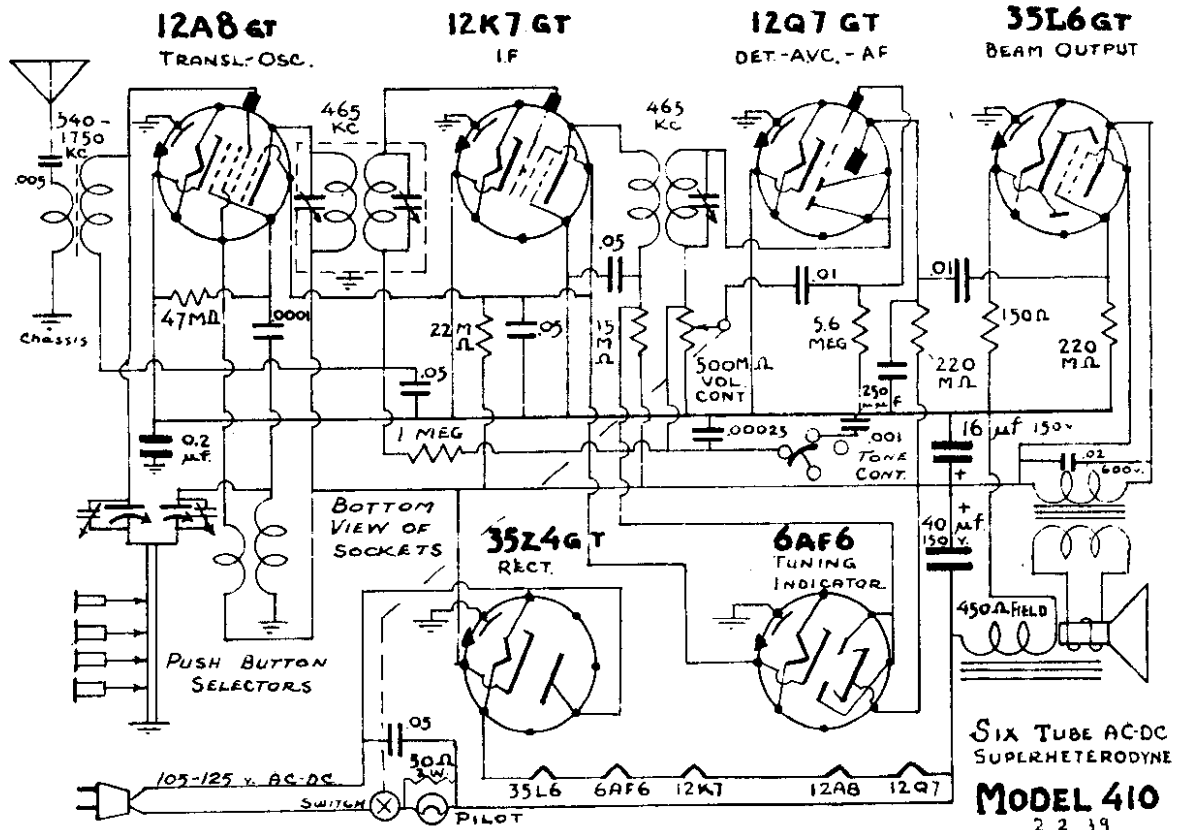 12A8 GT
TRANSL.-OSC.
12K7 GT
I.F
12Q7 GT
DET.-AVC.-AF
35L6 GT
BEAM OUTPUT
540-
1750
KC
.005
465
KC
465
KC
Chassis
47MΩ
.0001
22 M
Ω
.05
.05
15
M
Ω
.01
500MΩ
VOL.
CONT
5.6
MEG
250
µµF
.01
220
MΩ
150Ω
220
MΩ
.05
1 MEG
.00025
.001
TONE
CONT.
16 µf 150v
+
.02
600v.
0.2
µf.
BOTTOM
VIEW OF
SOCKETS
35Z4 GT
RECT.
6AF6
TUNING
INDICATOR
+
40 µf.
150 v.
450Ω FIELD
PUSH BUTTON
SELECTORS
.05
50Ω
2W.
105-125 v. AC-DC.
SWITCH
PILOT
35L6
6AF6
12K7
12A8
12Q7
SIX TUBE AC-DC
SUPERHETERODYNE
MODEL 410
2 2 39